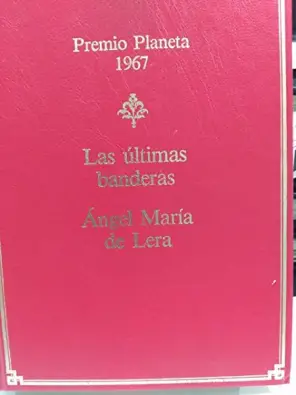 Premio Planeta
1967
Las últimas
banderas
Ángel María
de Lera